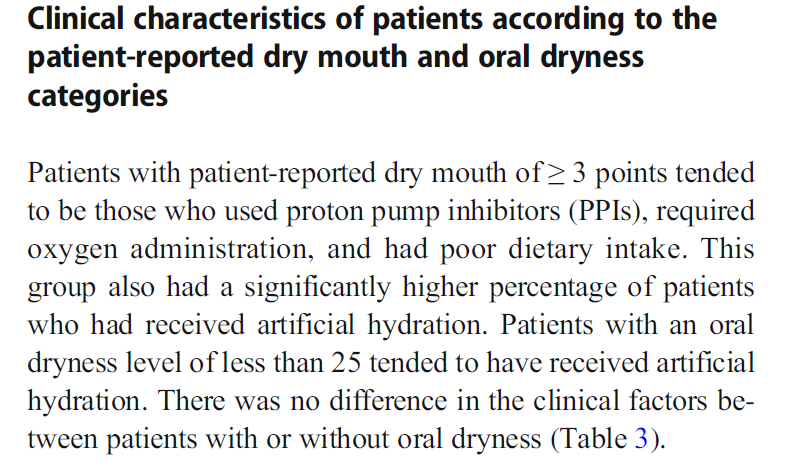 Clinical characteristics of patients according to the
patient-reported dry mouth and oral dryness
categories
Patients with patient-reported dry mouth of ≥ 3 points tended
to be those who used proton pump inhibitors (PPIs), required
oxygen administration, and had poor dietary intake. This
group also had a significantly higher percentage of patients
who had received artificial hydration. Patients with an oral
dryness level of less than 25 tended to have received artificial
hydration. There was no difference in the clinical factors be-
tween patients with or without oral dryness (Table 3).